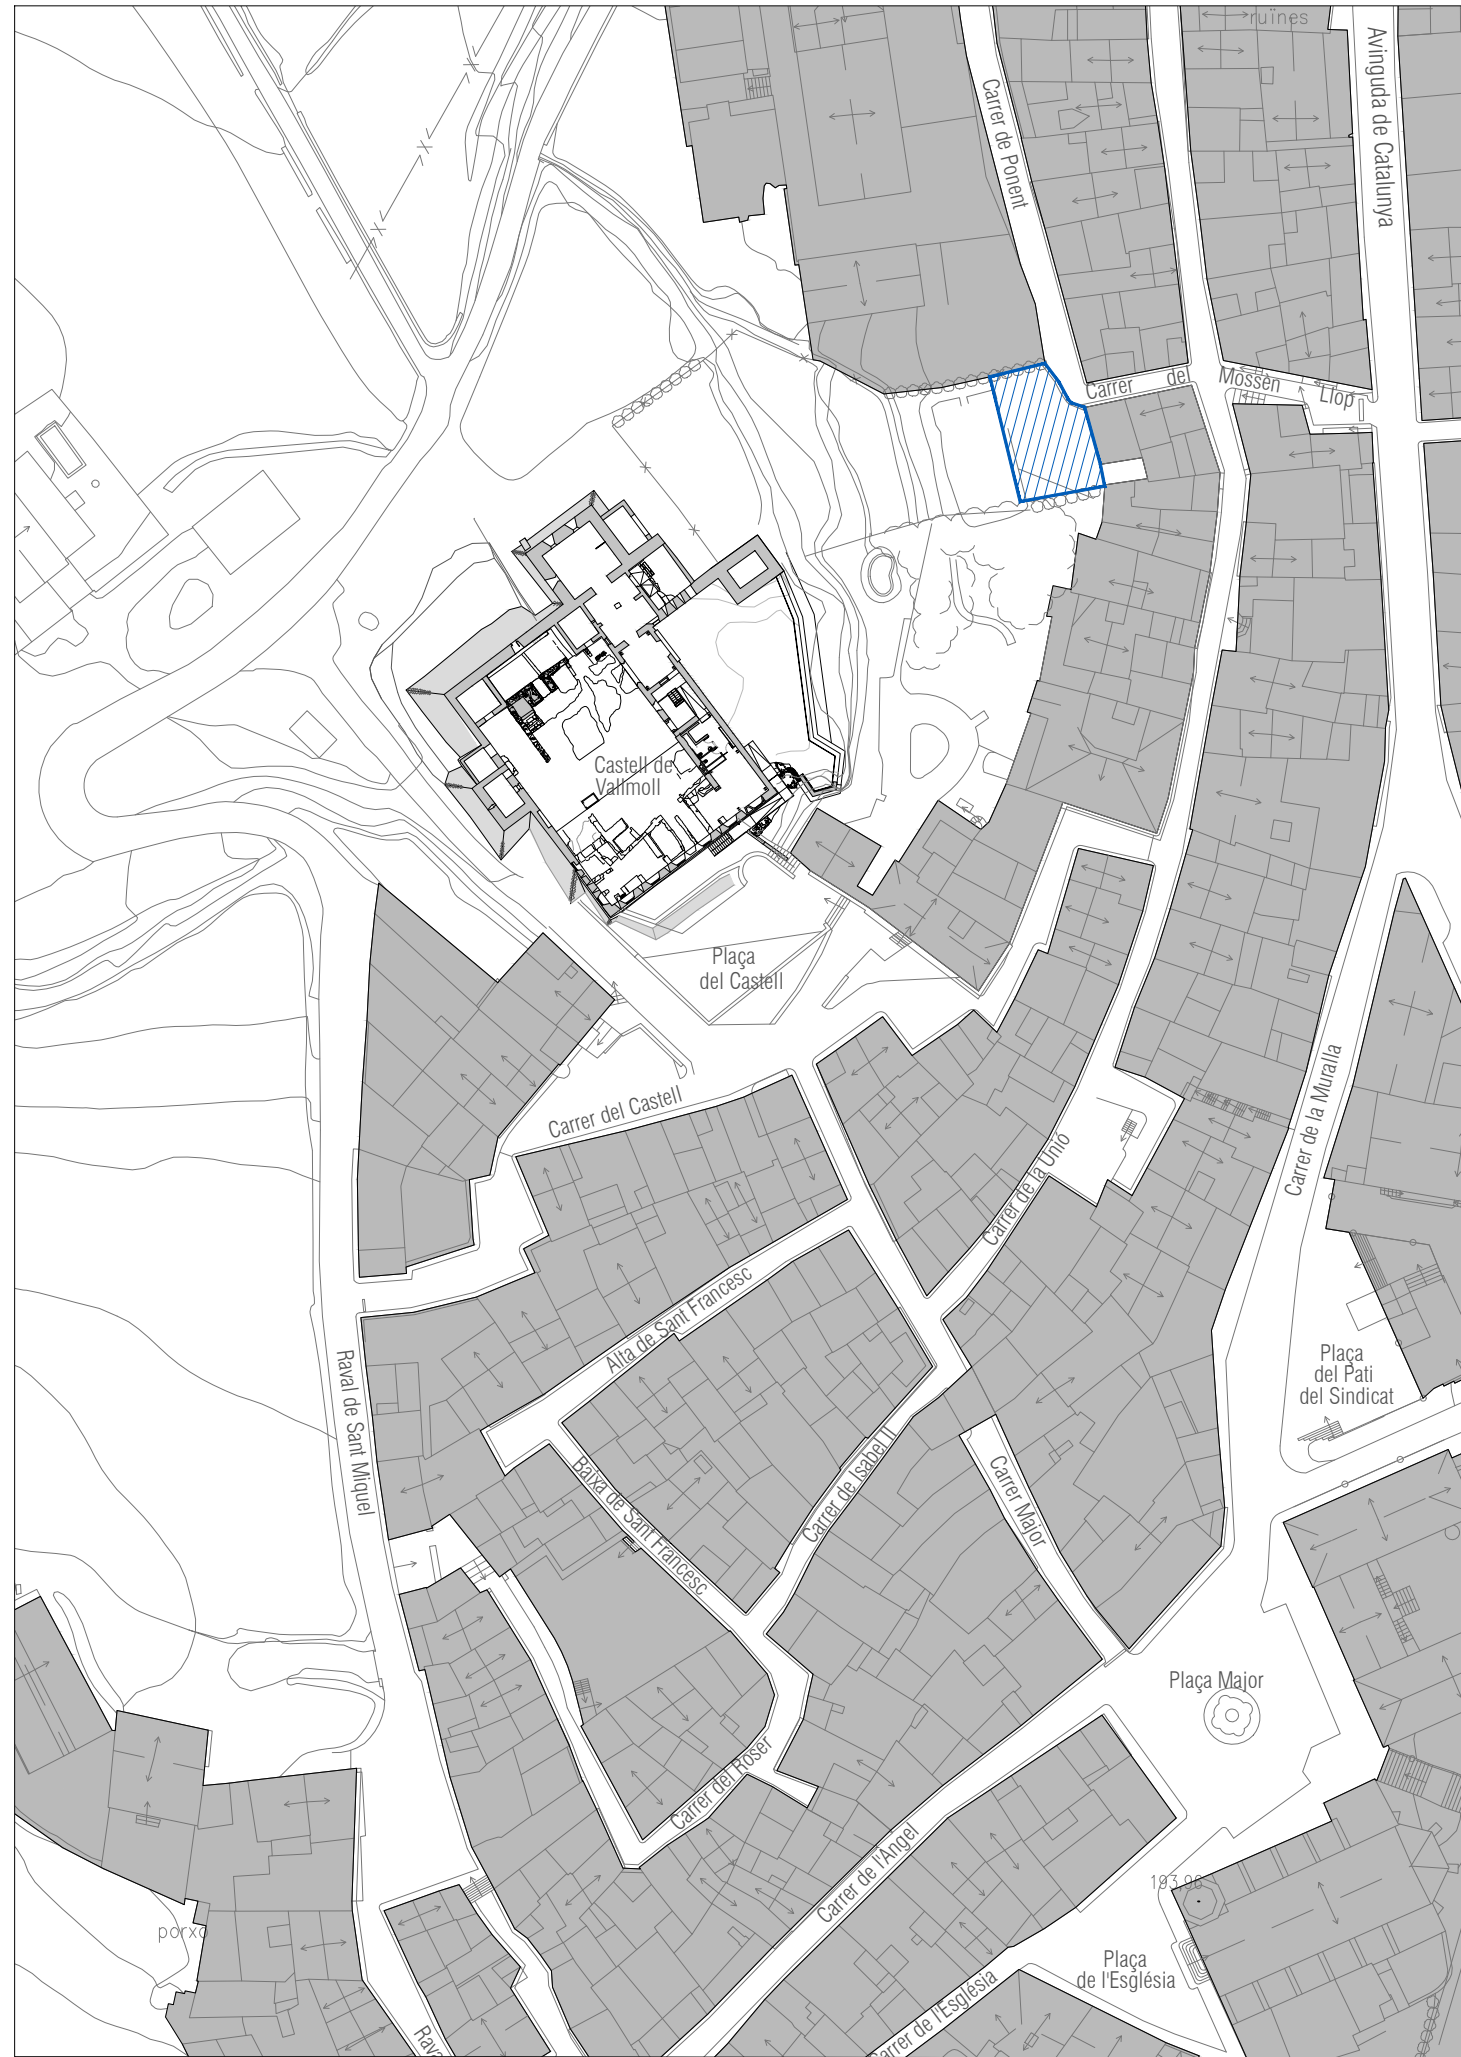 ruïnes
Avinguda de Catalunya
Carrer de Ponent
Carrer del Mossèn Llop
Castell de
Vallmoll
Plaça
del Castell
Carrer del Castell
Carrer de la Muralla
Carrer de la Unió
Alta de Sant Francesc
Raval de Sant Miquel
Plaça
del Pati
del Sindicat
Carrer de Isabel II
Baixa de Sant Francesc
Carrer Major
Plaça Major
Carrer del Roser
Carrer de l'Àngel
193,98
porxo
Plaça
de l'Església
Carrer de l'Església
Rava